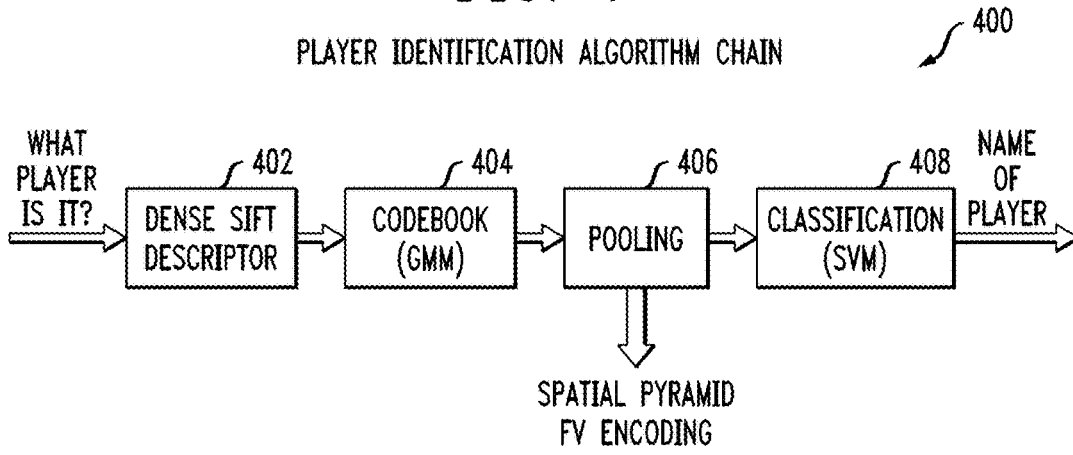 PLAYER IDENTIFICATION ALGORITHM CHAIN
400
WHAT
PLAYER
IS IT?
402
DENSE SIFT
DESCRIPTOR
404
CODEBOOK
(GMM)
406
POOLING
408
CLASSIFICATION
(SVM)
NAME
OF
PLAYER
SPATIAL PYRAMID
FV ENCODING